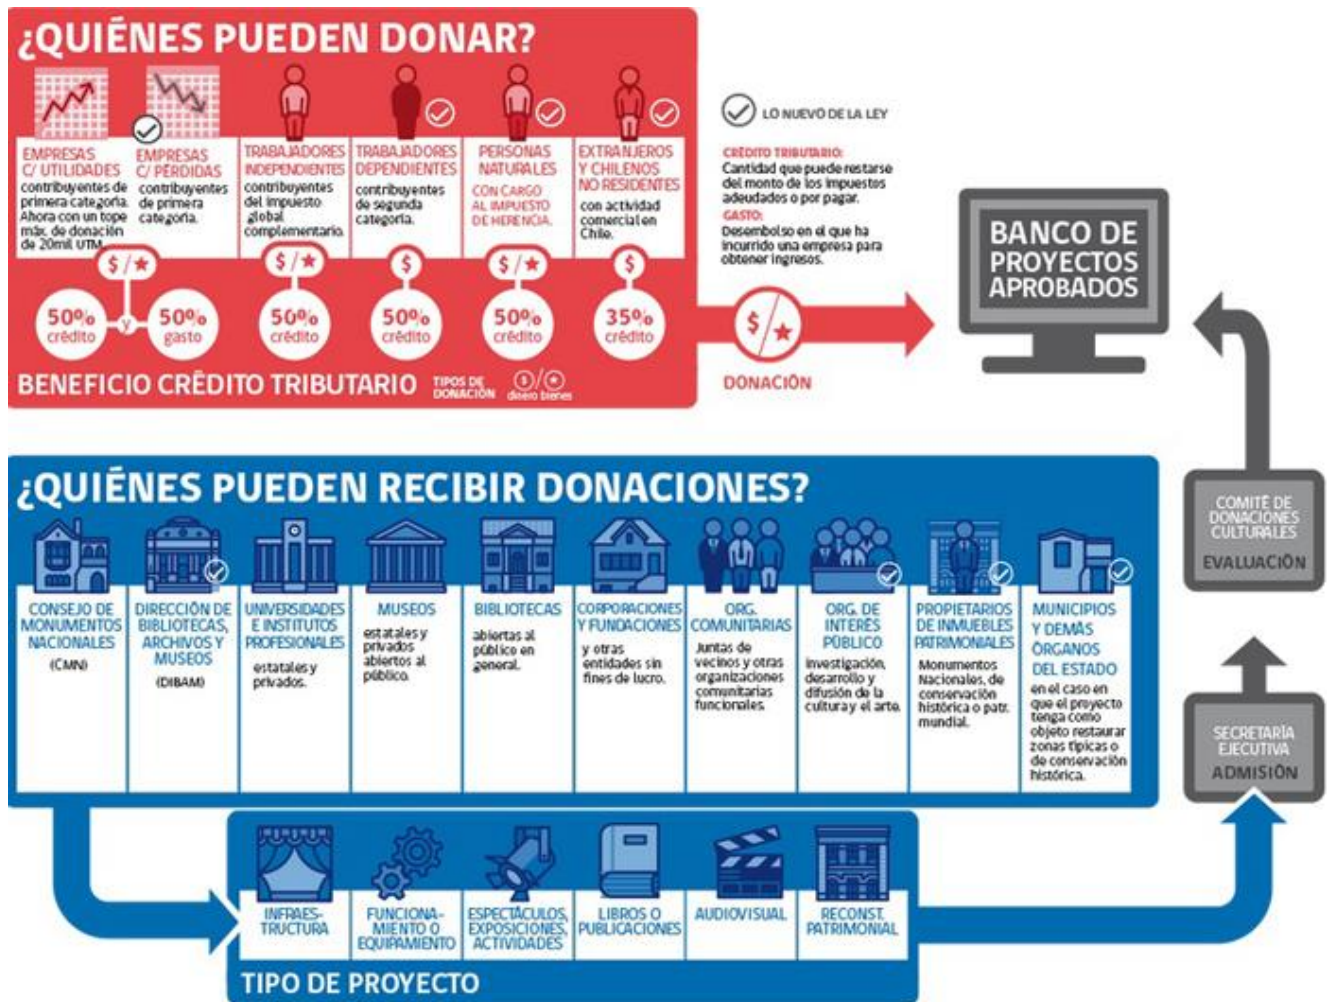 ¿QUIÉNES PUEDEN DONAR?
EMPRESAS
C/ UTILIDADES
contribuyentes de
primera categoría.
Ahora con un tope
máx. de donación
de 20mil UTM.
EMPRESAS
C/ PÉRDIDAS
contribuyentes
de primera
categoría.
TRABAJADORES
INDEPENDIENTES
contribuyentes
del impuesto
global
complementario.
TRABAJADORES
DEPENDIENTES
contribuyentes
de segunda
categoría.
PERSONAS
NATURALES
CON CARGO
AL IMPUESTO
DE HERENCIA.
EXTRANJEROS
Y CHILENOS
NO RESIDENTES
con actividad
comercial en
Chile.
$/★
$/★
$
$/★
$
50%
crédito
y
50%
gasto
50%
crédito
50%
crédito
50%
crédito
35%
crédito
BENEFICIO CRÉDITO TRIBUTARIO
TIPOS DE
DONACIÓN
$/★
dinero bienes
LO NUEVO DE LA LEY
CRÉDITO TRIBUTARIO:
Cantidad que puede restarse
del monto de los impuestos
adeudados o por pagar.
GASTO:
Desembolso en el que ha
incurrido una empresa para
obtener ingresos.
$/★
DONACIÓN
BANCO DE
PROYECTOS
APROBADOS
¿QUIÉNES PUEDEN RECIBIR DONACIONES?
CONSEJO DE
MONUMENTOS
NACIONALES
(CMN)
DIRECCIÓN DE
BIBLIOTECAS,
ARCHIVOS Y
MUSEOS
(DIBAM)
UNIVERSIDADES
E INSTITUTOS
PROFESIONALES
estatales y
privados.
MUSEOS
estatales y
privados
abiertos al
público.
BIBLIOTECAS
abiertas al
público en
general.
CORPORACIONES
Y FUNDACIONES
y otras
entidades sin
fines de lucro.
ORG.
COMUNITARIAS
Juntas de
vecinos y otras
organizaciones
comunitarias
funcionales.
ORG. DE
INTERÉS
PÚBLICO
investigación,
desarrollo y
difusión de la
cultura y el arte.
PROPIETARIOS
DE INMUEBLES
PATRIMONIALES
Monumentos
Nacionales, de
conservación
histórica o patr.
mundial.
MUNICIPIOS
Y DEMÁS
ÓRGANOS
DEL ESTADO
en el caso en
que el proyecto
tenga como
objeto restaurar
zonas típicas o
de conservación
histórica.
COMITÉ DE
DONACIONES
CULTURALES
EVALUACIÓN
SECRETARÍA
EJECUTIVA
ADMISIÓN
INFRAES-
TRUCTURA
FUNCIONA-
MIENTO O
EQUIPAMIENTO
ESPECTÁCULOS,
EXPOSICIONES,
ACTIVIDADES
LIBROS O
PUBLICACIONES
AUDIOVISUAL
RECONST.
PATRIMONIAL
TIPO DE PROYECTO